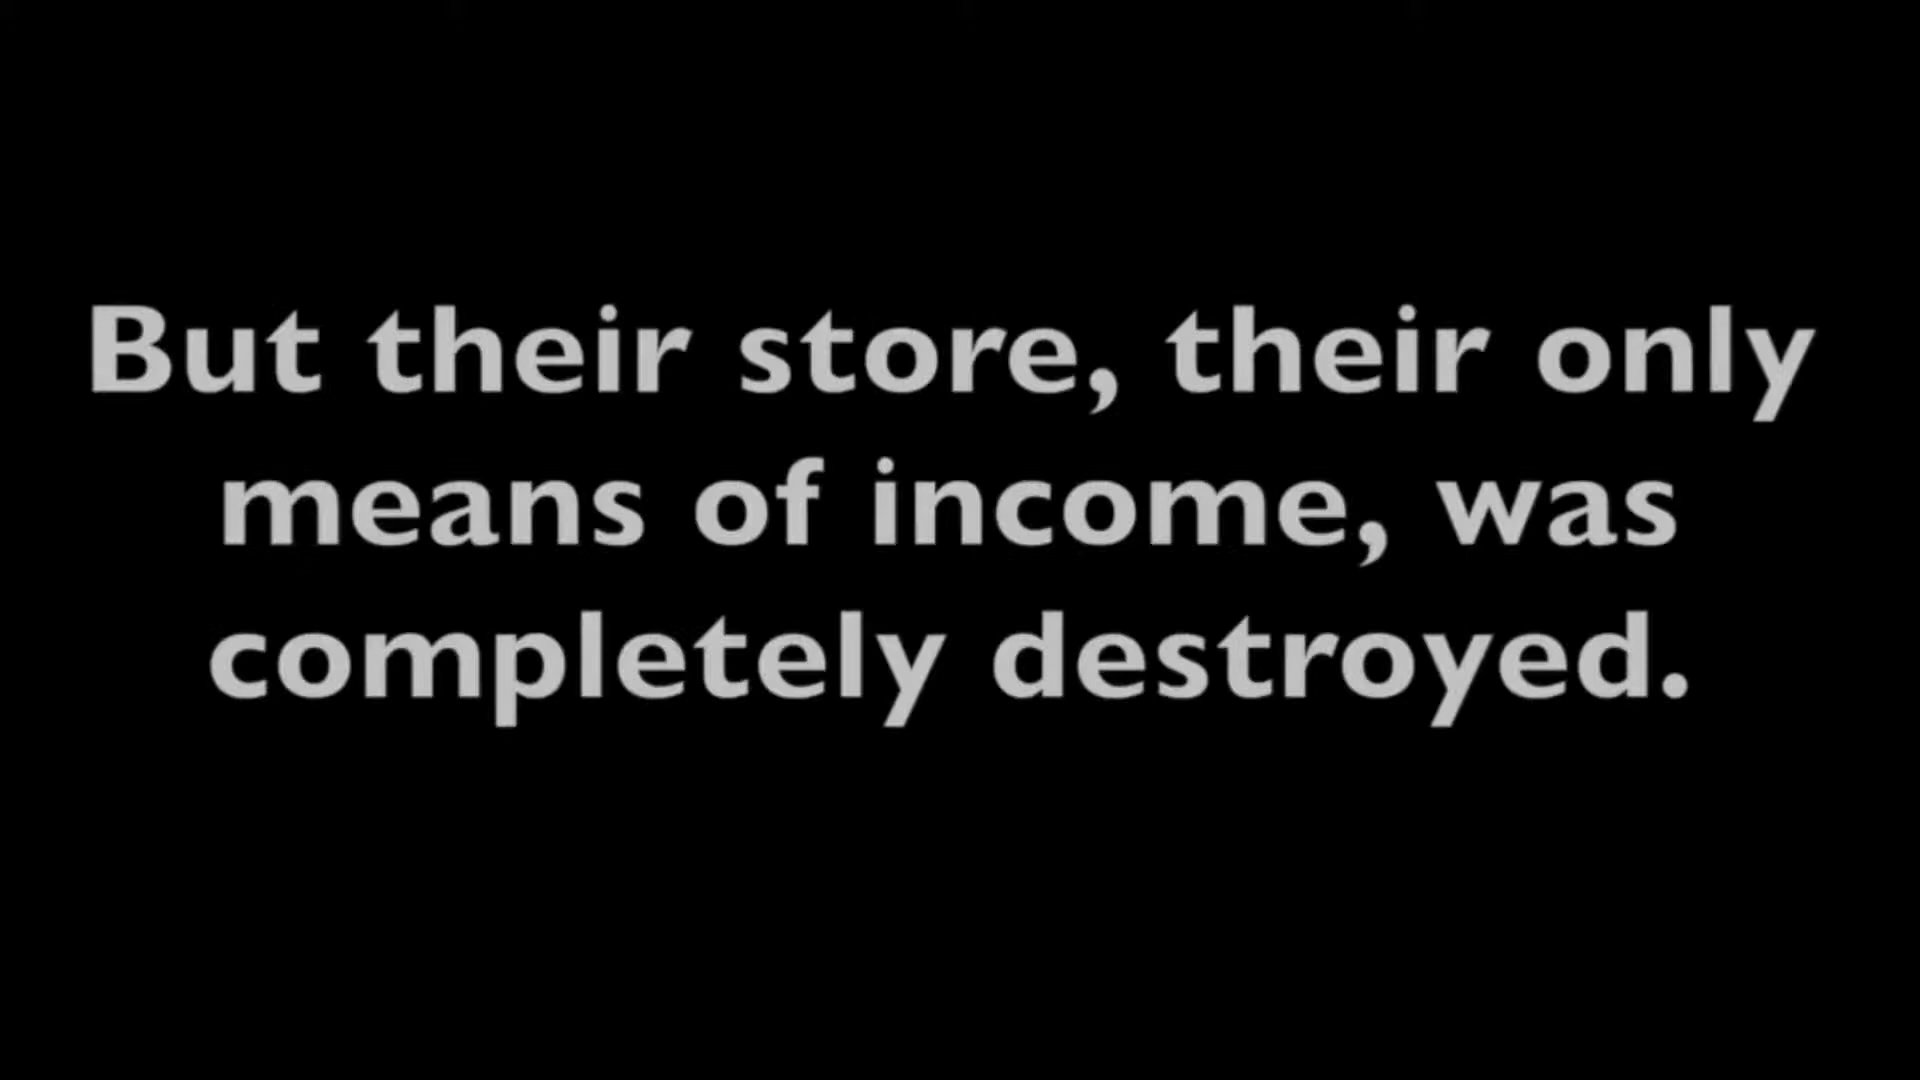 But their store, their only
means of income, was
completely destroyed.